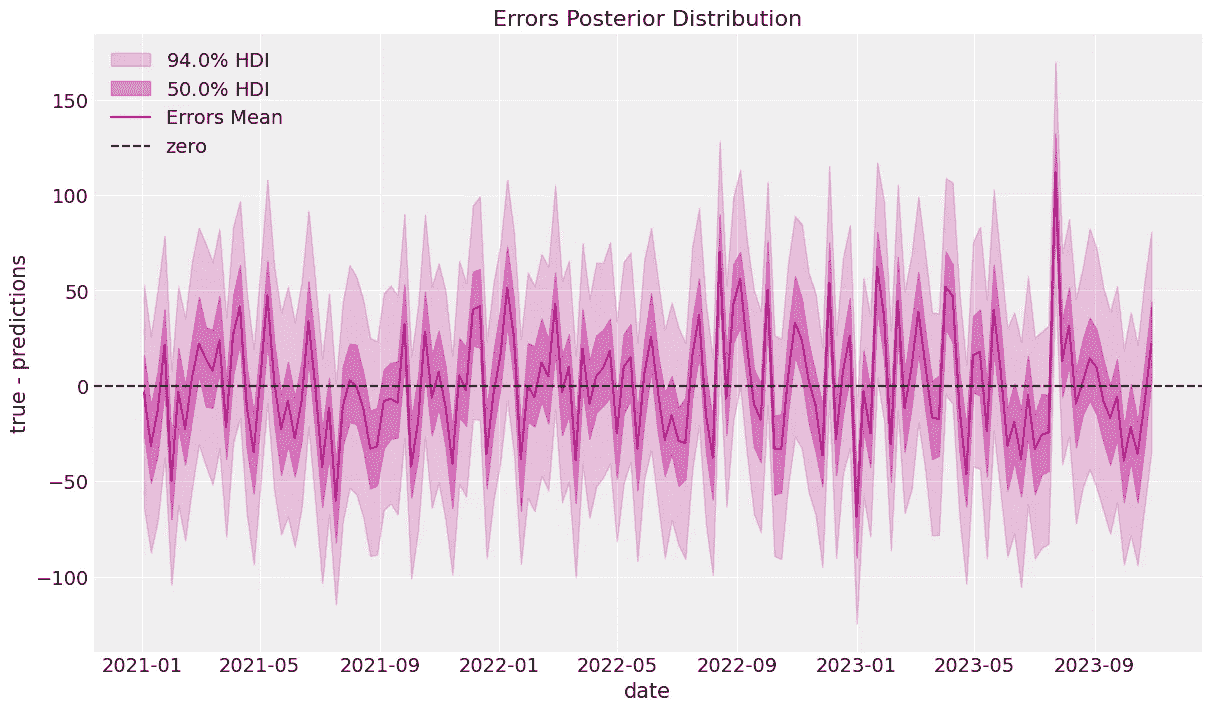 Errors Posterior Distribution
94.0% HDI
50.0% HDI
Errors Mean
zero
true - predictions
150
100
50
0
−50
−100
2021-01 2021-05 2021-09 2022-01 2022-05 2022-09 2023-01 2023-05 2023-09
date